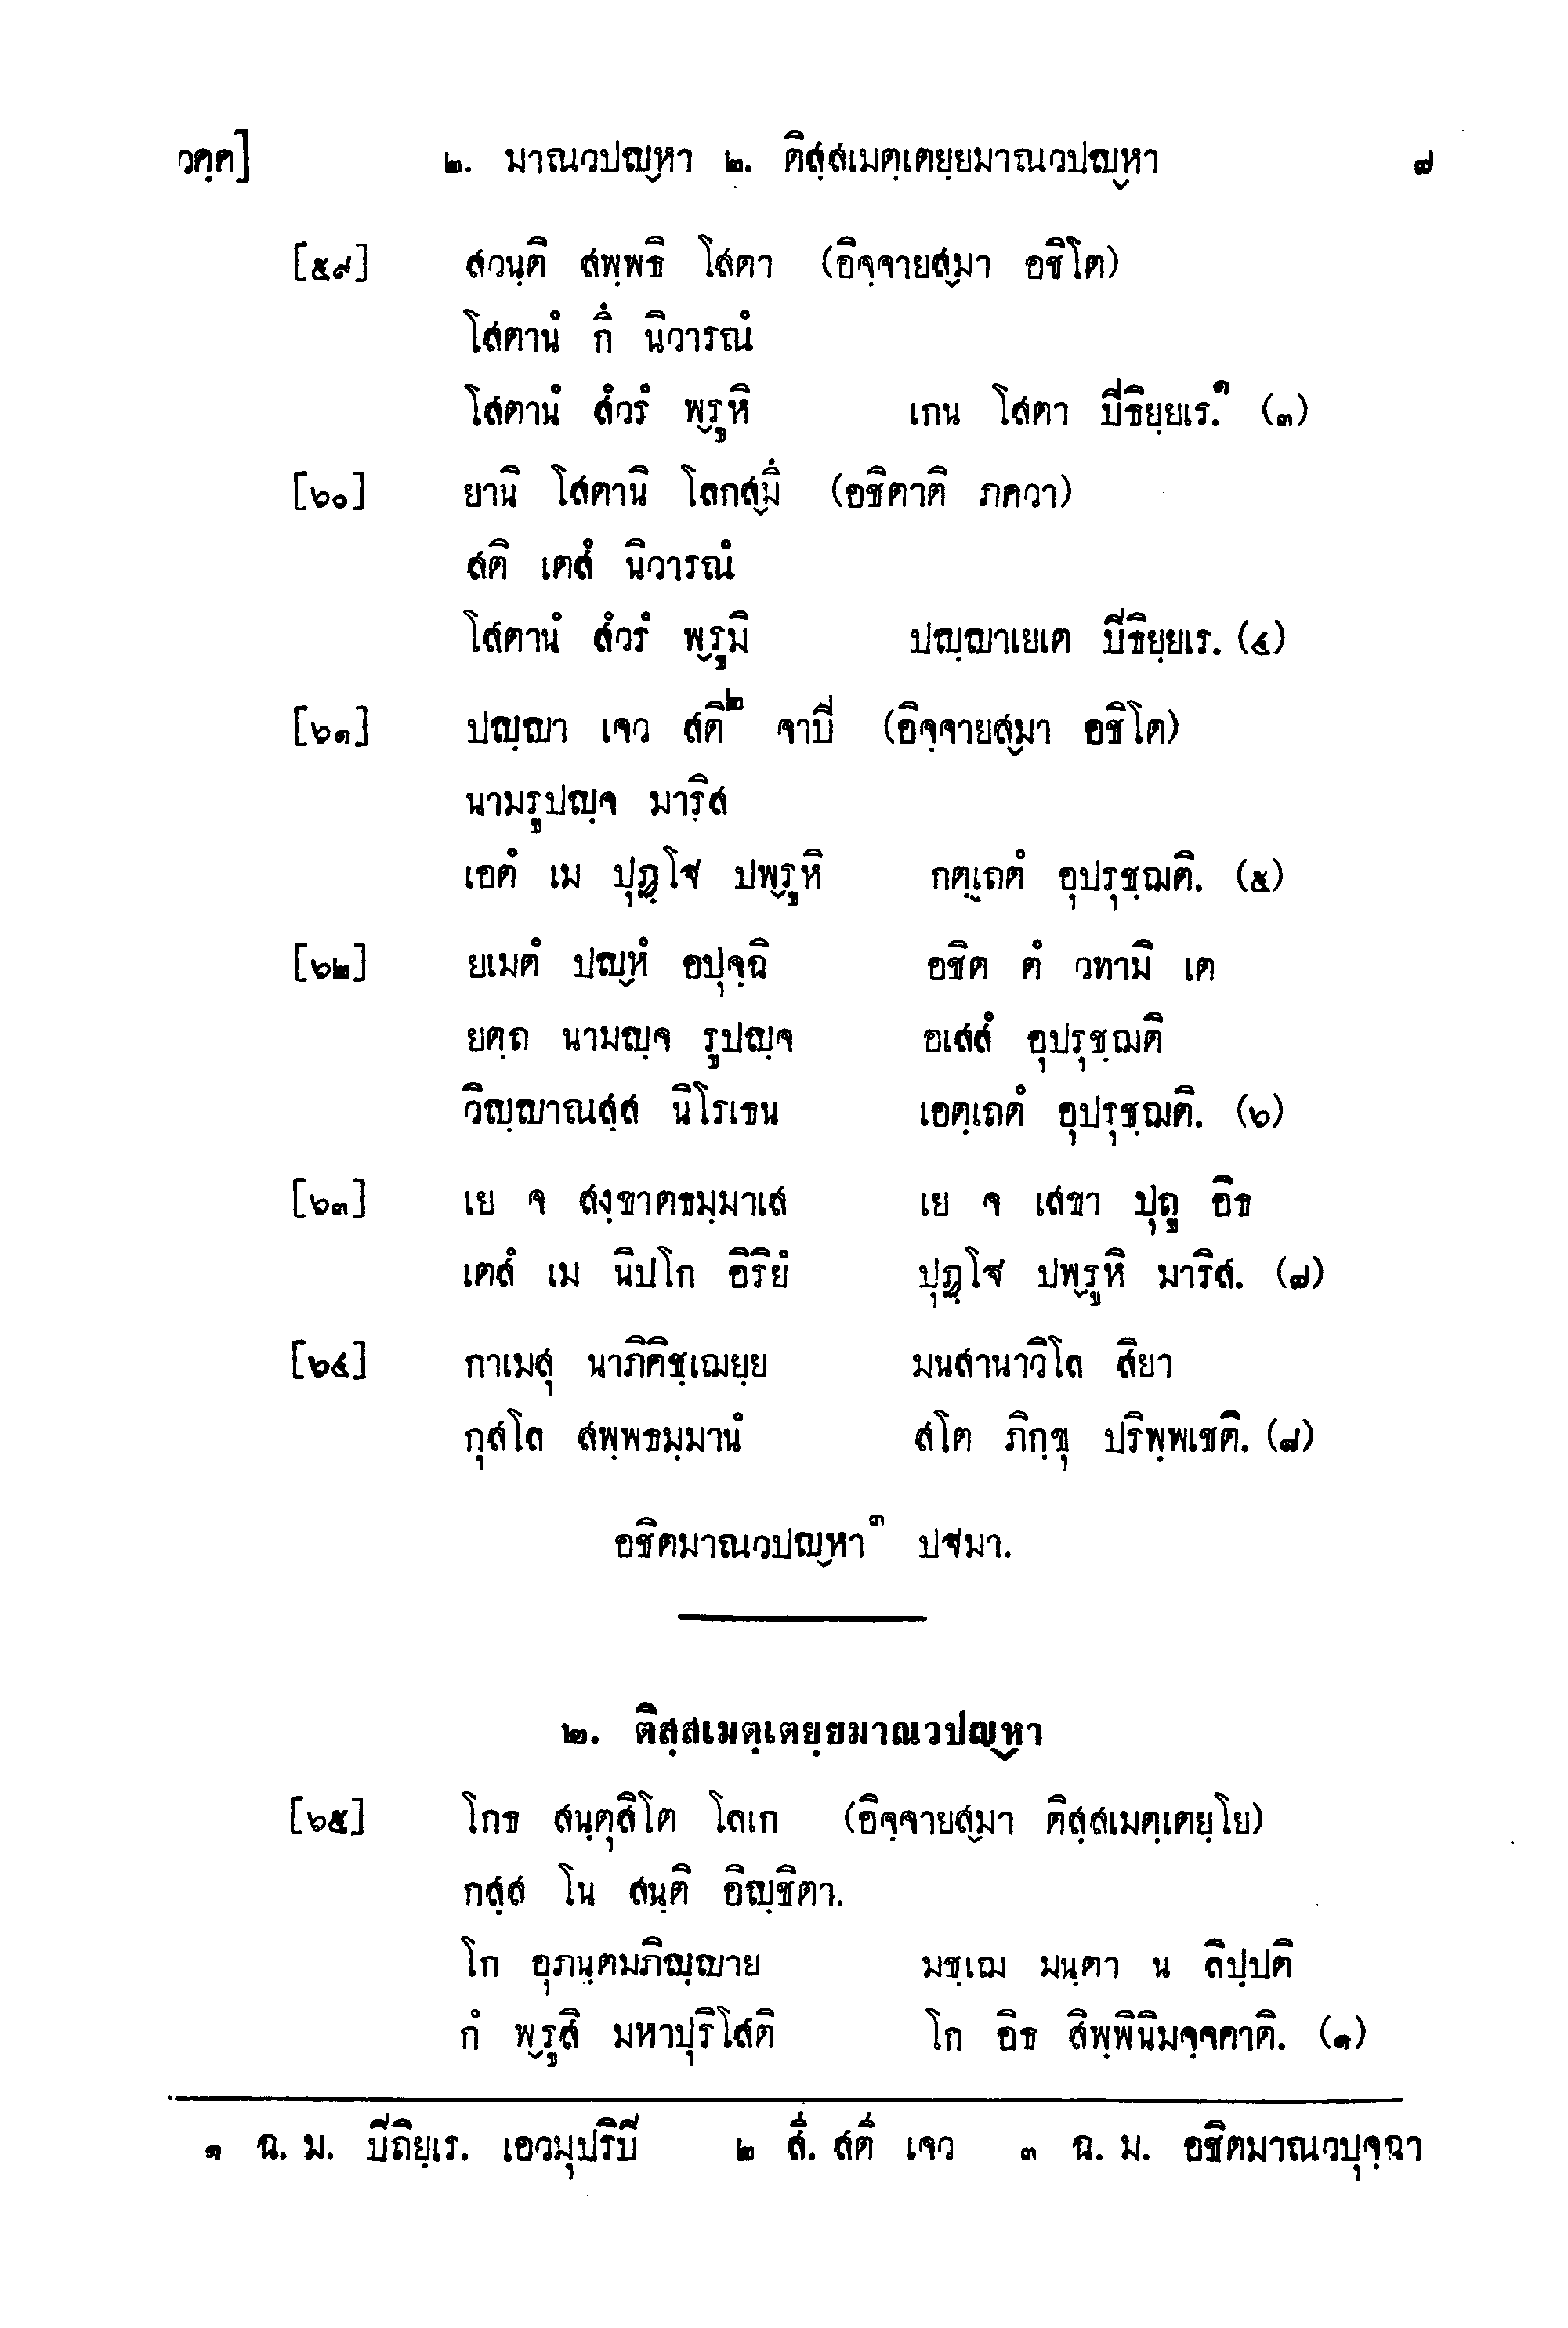 วคฺค] ๒. มาณวปญฺหา ๒. ติสฺสเมตฺเตยฺยมาณวปญฺหา ๗
[๕๙] สวนฺติ สพฺพธิ โสตา (อิจฺจายสฺมา อชิโต)
โสตานํ กึ นิวารณํ
โสตานํ สํวรํ พฺรูหิ เกน โสตา ปีธิยฺยเร.๑ (๓)
[๖๐] ยานิ โสตานิ โลกสฺมึ (อชิตาติ ภควา)
สติ เตสํ นิวารณํ
โสตานํ สํวรํ พฺรูมิ ปญฺญาเยเต ปีธิยฺยเร. (๔)
[๖๑] ปญฺญา เจว สติ๒ จาปี (อิจฺจายสฺมา อชิโต)
นามรูปญฺจ มาริส
เอตํ เม ปุฏฺโฐ ปพฺรูหิ กตฺเถตํ อุปรุชฺฌติ. (๕)
[๖๒] ยเมตํ ปญฺหํ อปุจฺฉิ อชิต ตํ วทามิ เต
ยตฺถ นามญฺจ รูปญฺจ อเสสํ อุปรุชฺฌติ
วิญฺญาณสฺส นิโรเธน เอตฺเถตํ อุปรุชฺฌติ. (๖)
[๖๓] เย จ สงฺขาตธมฺมาเส เย จ เสขา ปุถู อิธ
เตสํ เม นิปโก อิริยํ ปุฏฺโฐ ปพฺรูหิ มาริส. (๗)
[๖๔] กาเมสุ นาภิคิชฺเฌยฺย มนสานาวิโล สิยา
กุสโล สพฺพธมฺมานํ สโต ภิกฺขุ ปริพฺพเชติ. (๘)
อชิตมาณวปญฺหา๓ ปฐมา.
๒. ติสฺสเมตฺเตยฺยมาณวปญฺหา
[๖๕] โกธ สนฺตุสิโต โลเก (อิจฺจายสฺมา ติสฺสเมตฺเตยฺโย)
กสฺส โน สนฺติ อิญฺชิตา.
โก อุภนฺตมภิญฺญาย มชฺเฌ มนฺตา น ลิปฺปติ
กํ พฺรูสิ มหาปุริโสติ โก อิธ สิพฺพินิมจฺจคาติ. (๑)
๑ ฉ. ม. ปีถิยฺเร. เอวมุปริปี ๒ สี. สตี เจว ๓ ฉ. ม. อชิตมาณวปุจฺฉา